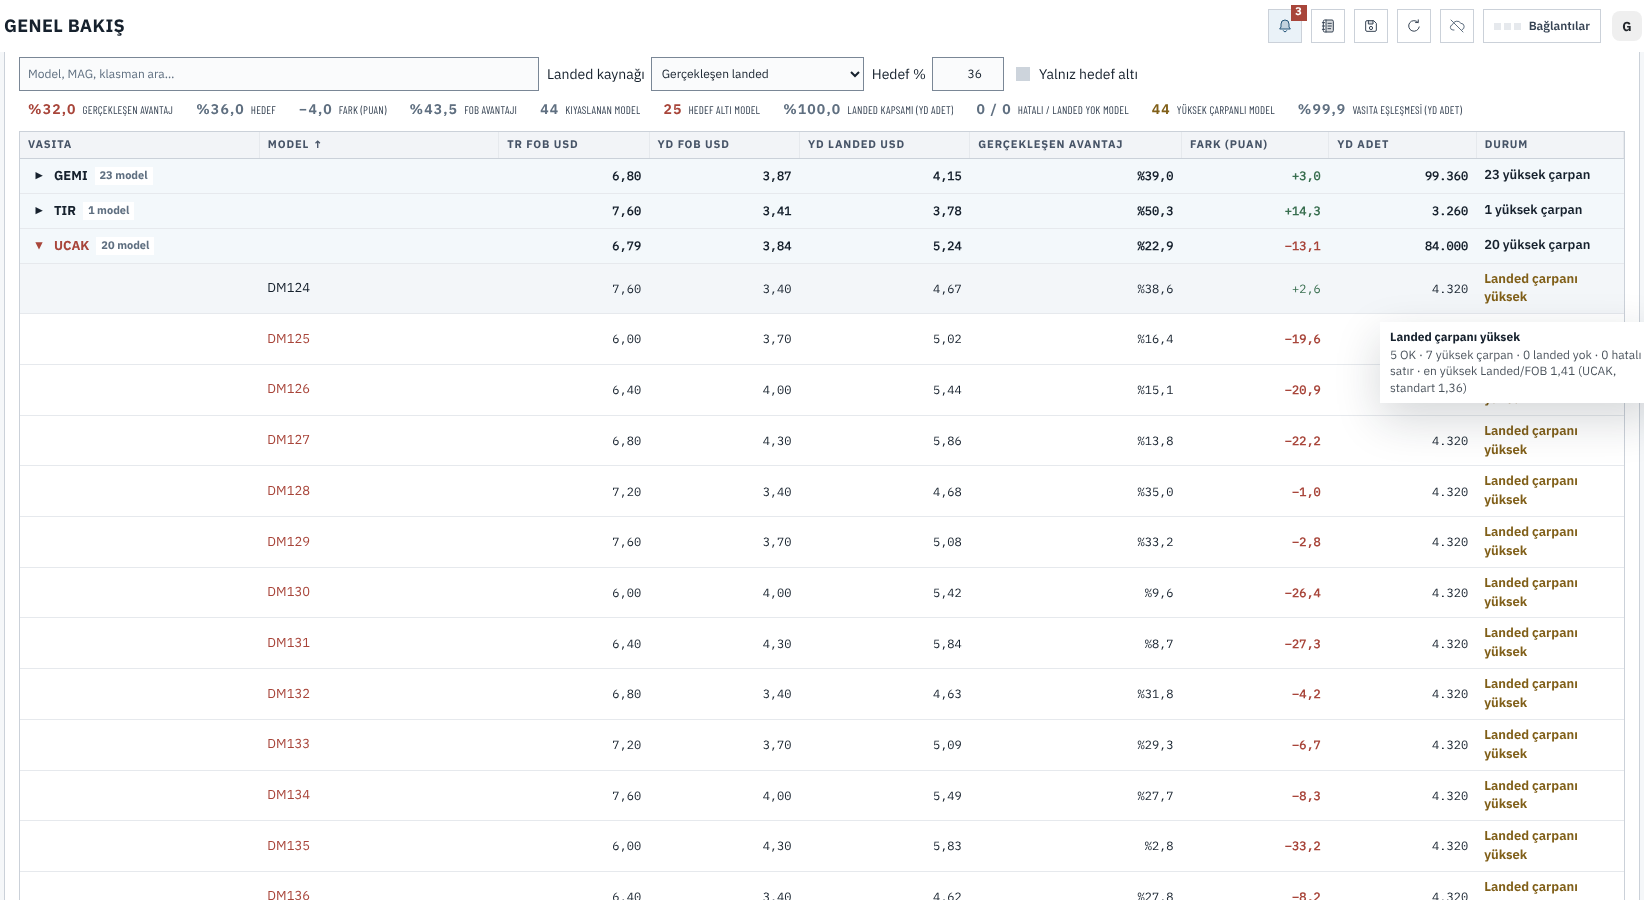 GENEL BAKIŞ
3
Bağlantılar
G
Model, MAG, klasman ara...
Landed kaynağı
Gerçekleşen landed
Hedef %
36
Yalnız hedef altı
%32,0 GERÇEKLEŞEN AVANTAJ %36,0 HEDEF −4,0 FARK (PUAN) %43,5 FOB AVANTAJI 44 KIYASLANAN MODEL 25 HEDEF ALTI MODEL %100,0 LANDED KAPSAMI (YD ADET) 0 / 0 HATALI / LANDED YOK MODEL 44 YÜKSEK ÇARPANLI MODEL %99,9 VASITA EŞLEŞMESİ (YD ADET)
VASITA MODEL ↑ TR FOB USD YD FOB USD YD LANDED USD GERÇEKLEŞEN AVANTAJ FARK (PUAN) YD ADET DURUM
▶ GEMI 23 model 6,80 3,87 4,15 %39,0 +3,0 99.360 23 yüksek çarpan
▶ TIR 1 model 7,60 3,41 3,78 %50,3 +14,3 3.260 1 yüksek çarpan
▼ UCAK 20 model 6,79 3,84 5,24 %22,9 −13,1 84.000 20 yüksek çarpan
DM124 7,60 3,40 4,67 %38,6 +2,6 4.320 Landed çarpanı
yüksek
DM125 6,00 3,70 5,02 %16,4 −19,6
Landed çarpanı yüksek
5 OK · 7 yüksek çarpan · 0 landed yok · 0 hatalı
satır · en yüksek Landed/FOB 1,41 (UCAK,
standart 1,36)
DM126 6,40 4,00 5,44 %15,1 −20,9
DM127 6,80 4,30 5,86 %13,8 −22,2 4.320 Landed çarpanı
yüksek
DM128 7,20 3,40 4,68 %35,0 −1,0 4.320 Landed çarpanı
yüksek
DM129 7,60 3,70 5,08 %33,2 −2,8 4.320 Landed çarpanı
yüksek
DM130 6,00 4,00 5,42 %9,6 −26,4 4.320 Landed çarpanı
yüksek
DM131 6,40 4,30 5,84 %8,7 −27,3 4.320 Landed çarpanı
yüksek
DM132 6,80 3,40 4,63 %31,8 −4,2 4.320 Landed çarpanı
yüksek
DM133 7,20 3,70 5,09 %29,3 −6,7 4.320 Landed çarpanı
yüksek
DM134 7,60 4,00 5,49 %27,7 −8,3 4.320 Landed çarpanı
yüksek
DM135 6,00 4,30 5,83 %2,8 −33,2 4.320 Landed çarpanı
yüksek
DM136 6,40 3,40 4,62 %27,8 −8,2 4.320 Landed çarpanı